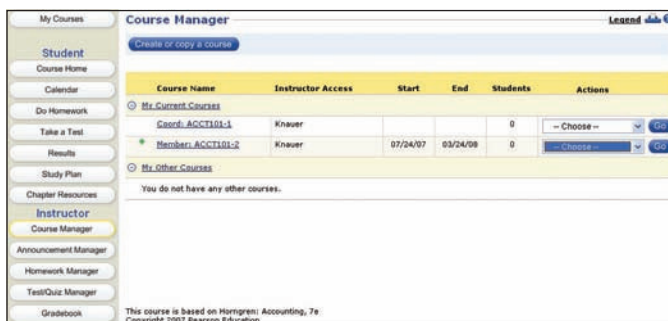 My Courses
Student
Course Home
Calendar
Do Homework
Take a Test
Results
Study Plan
Chapter Resources
Instructor
Course Manager
Announcement Manager
Homework Manager
Test/Quiz Manager
Gradebook
Course Manager
Legend
Create or copy a course
Course Name Instructor Access Start End Students Actions
My Current Courses
Coord: ACCT101-1 Knauer 0 -- Choose -- Go
Member: ACCT101-2 Knauer 07/24/07 03/24/08 0 -- Choose -- Go
My Other Courses
You do not have any other courses.
This course is based on Horngren: Accounting, 7e
Copyright 2007 Pearson Education